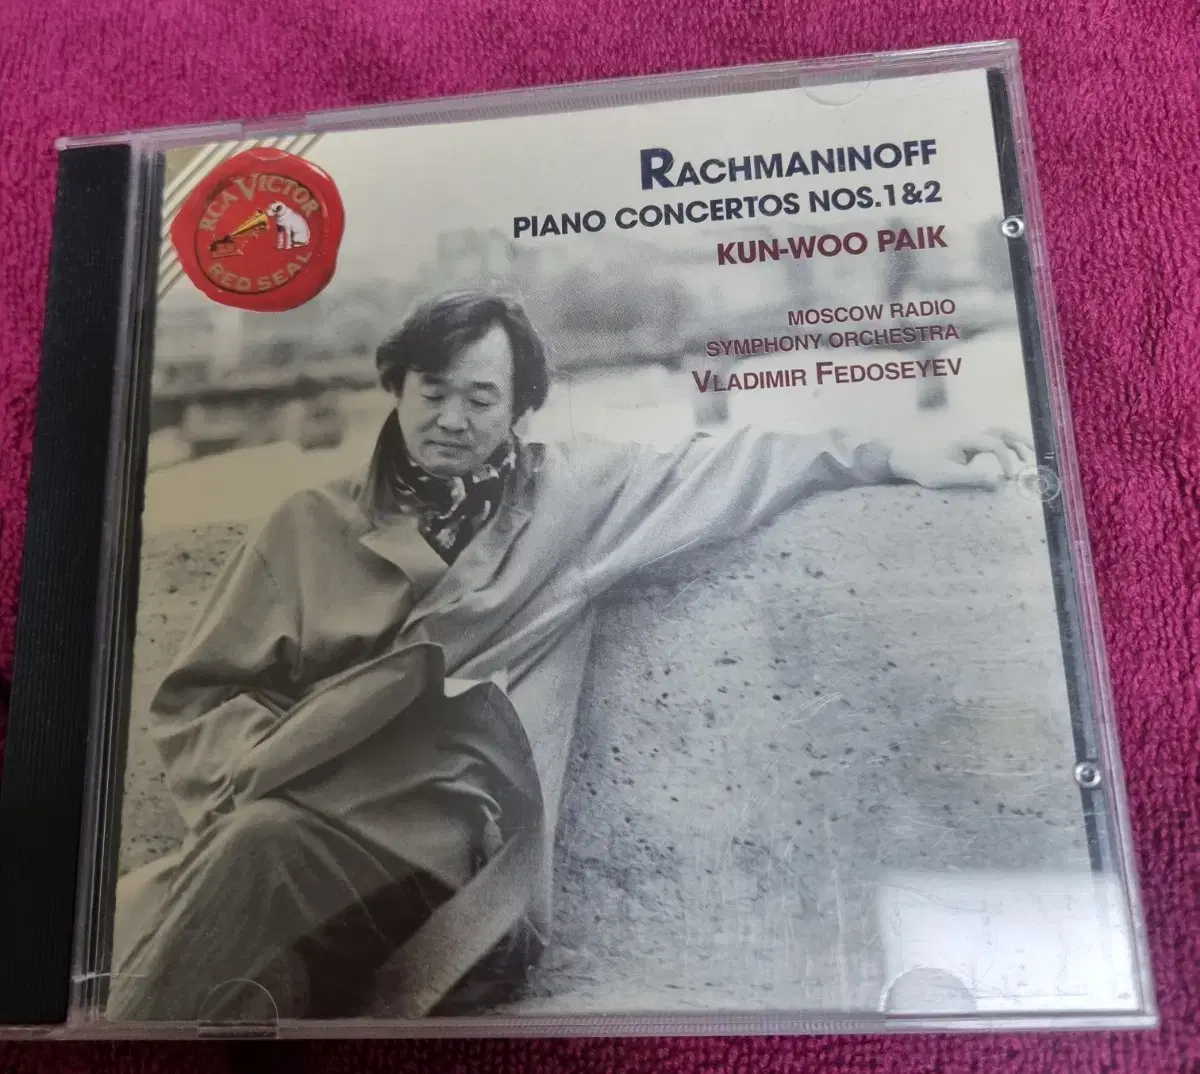 RCA VICTOR
RED SEAL
RACHMANINOFF
PIANO CONCERTOS NOS.1&2
KUN-WOO PAIK
MOSCOW RADIO
SYMPHONY ORCHESTRA
VLADIMIR FEDOSEYEV